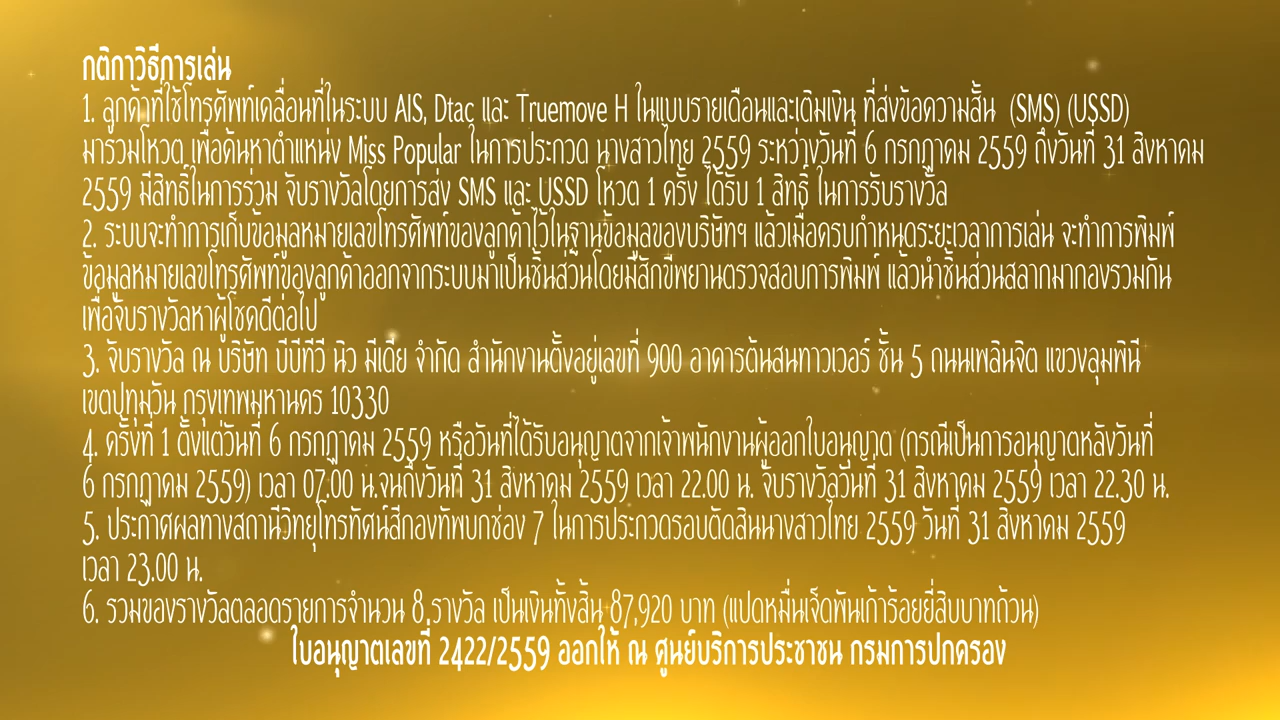 กติกาวิธีการเล่น
1. ลูกค้าที่ใช้โทรศัพท์เคลื่อนที่ในระบบ AIS, Dtac และ Truemove H ในแบบรายเดือนและเติมเงิน ที่ส่งข้อความสั้น (SMS) (USSD)
มาร่วมโหวต เพื่อค้นหาตำแหน่ง Miss Popular ในการประกวด นางสาวไทย 2559 ระหว่างวันที่ 6 กรกฎาคม 2559 ถึงวันที่ 31 สิงหาคม
2559 มีสิทธิ์ในการร่วม จับรางวัลโดยการส่ง SMS และ USSD โหวต 1 ครั้ง ได้รับ 1 สิทธิ์ ในการรับรางวัล
2. ระบบจะทำการเก็บข้อมูลหมายเลขโทรศัพท์ของลูกค้าไว้ในฐานข้อมูลของบริษัทฯ แล้วเมื่อครบกำหนดระยะเวลาการเล่น จะทำการพิมพ์
ข้อมูลหมายเลขโทรศัพท์ของลูกค้าออกจากระบบมาเป็นชิ้นส่วนโดยมีสักขีพยานตรวจสอบการพิมพ์ แล้วนำชิ้นส่วนสลากมากองรวมกัน
เพื่อจับรางวัลหาผู้โชคดีต่อไป
3. จับรางวัล ณ บริษัท บีบีทีวี นิว มีเดีย จำกัด สำนักงานตั้งอยู่เลขที่ 900 อาคารต้นสนทาวเวอร์ ชั้น 5 ถนนเพลินจิต แขวงลุมพินี
เขตปทุมวัน กรุงเทพมหานคร 10330
4. ครั้งที่ 1 ตั้งแต่วันที่ 6 กรกฎาคม 2559 หรือวันที่ได้รับอนุญาตจากเจ้าพนักงานผู้ออกใบอนุญาต (กรณีเป็นการอนุญาตหลังวันที่
6 กรกฎาคม 2559) เวลา 07.00 น.จนถึงวันที่ 31 สิงหาคม 2559 เวลา 22.00 น. จับรางวัลวันที่ 31 สิงหาคม 2559 เวลา 22.30 น.
5. ประกาศผลทางสถานีวิทยุโทรทัศน์สีกองทัพบกช่อง 7 ในการประกวดรอบตัดสินนางสาวไทย 2559 วันที่ 31 สิงหาคม 2559
เวลา 23.00 น.
6. รวมของรางวัลตลอดรายการจำนวน 8 รางวัล เป็นเงินทั้งสิ้น 87,920 บาท (แปดหมื่นเจ็ดพันเก้าร้อยยี่สิบบาทถ้วน)
ใบอนุญาตเลขที่ 2422/2559 ออกให้ ณ ศูนย์บริการประชาชน กรมการปกครอง